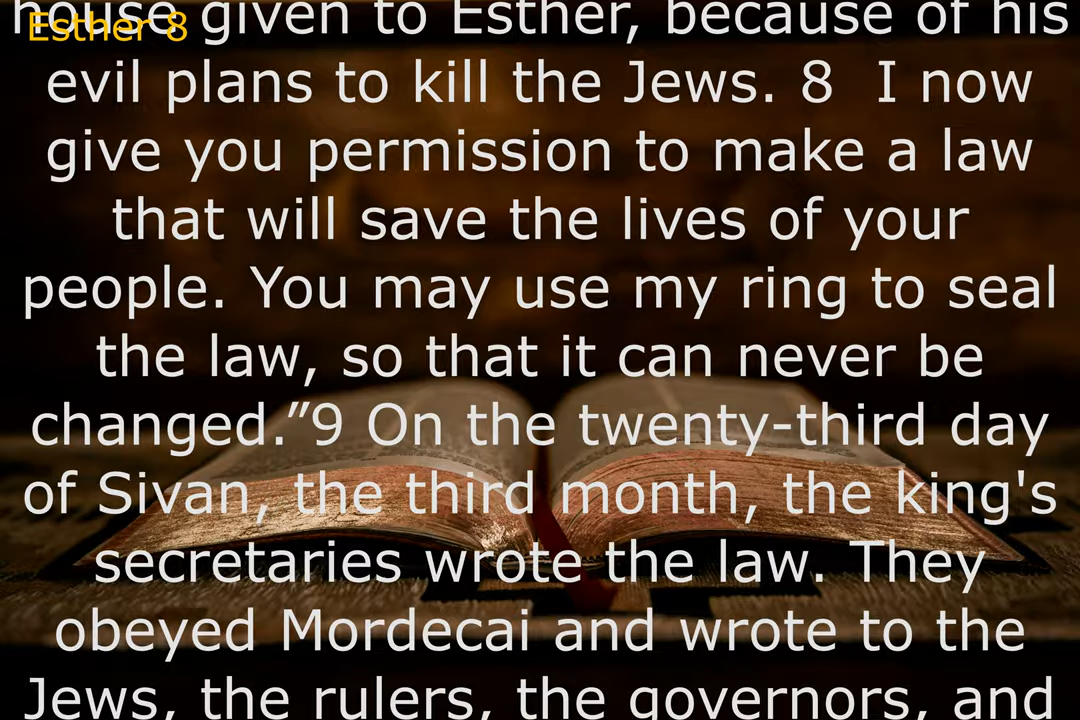 Esther 8
house given to Esther, because of his
evil plans to kill the Jews. 8  I now
give you permission to make a law
that will save the lives of your
people. You may use my ring to seal
the law, so that it can never be
changed.”9 On the twenty-third day
of Sivan, the third month, the king's
secretaries wrote the law. They
obeyed Mordecai and wrote to the
Jews, the rulers, the governors, and